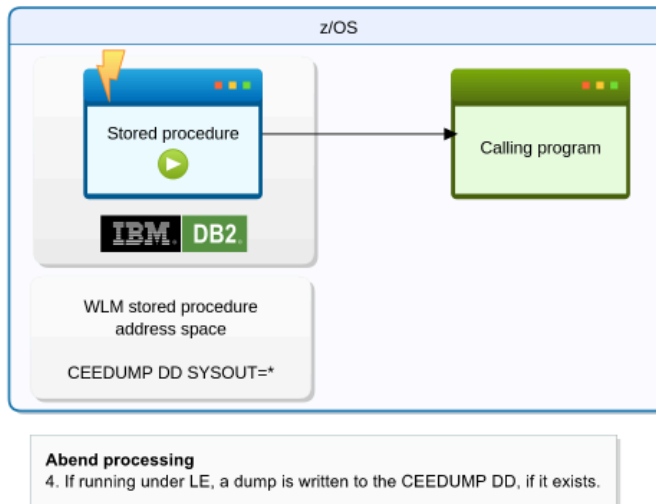 z/OS
Stored procedure
Calling program
IBM. DB2.
WLM stored procedure
address space
CEEDUMP DD SYSOUT=*
Abend processing
4. If running under LE, a dump is written to the CEEDUMP DD, if it exists.